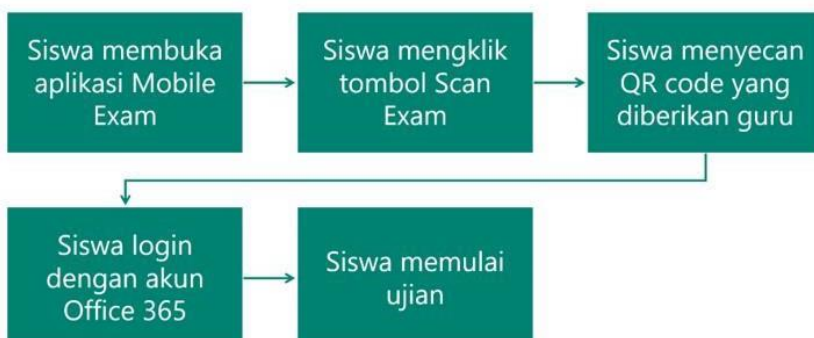 Siswa membuka
aplikasi Mobile
Exam
Siswa mengklik
tombol Scan
Exam
Siswa menyecan
QR code yang
diberikan guru
Siswa login
dengan akun
Office 365
Siswa memulai
ujian